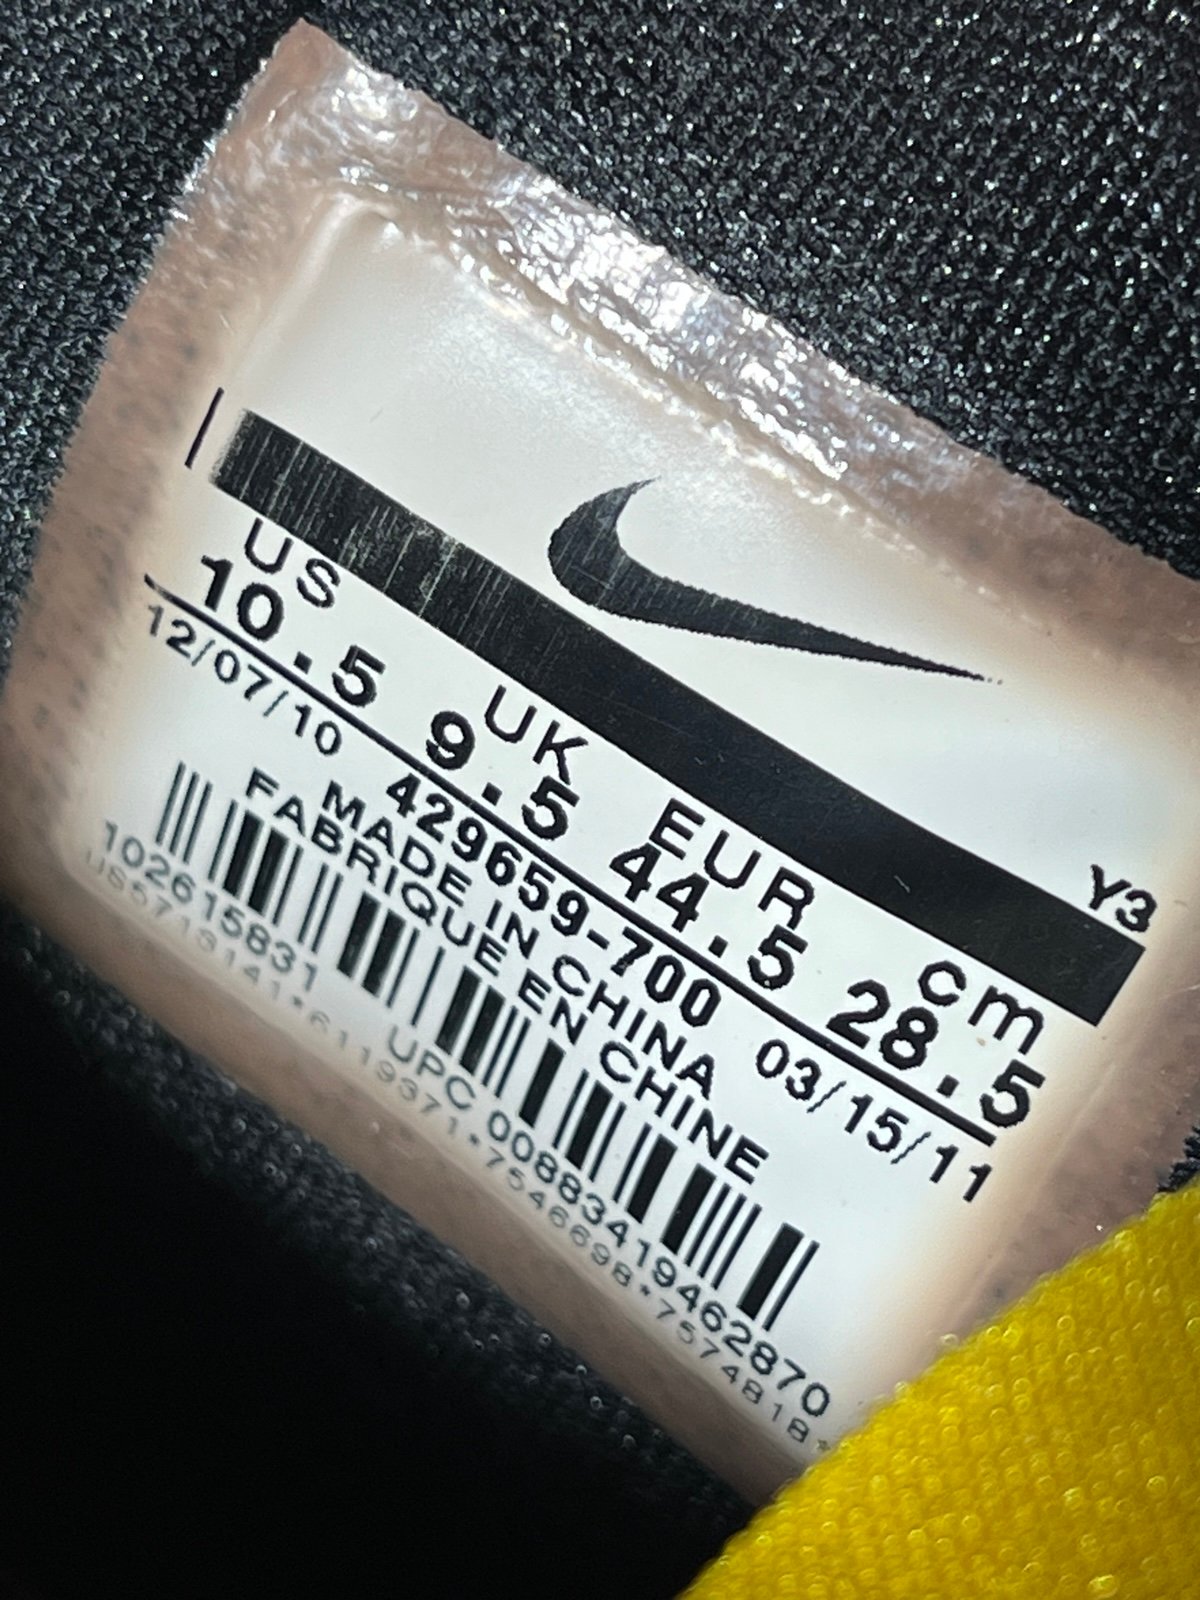 Y3
US UK EUR cm
10.5 9.5 44.5 28.5
12/07/10 429659-700 03/15/11
MADE IN CHINA
FABRIQUE EN CHINE
102615831 UPC 00883419462870